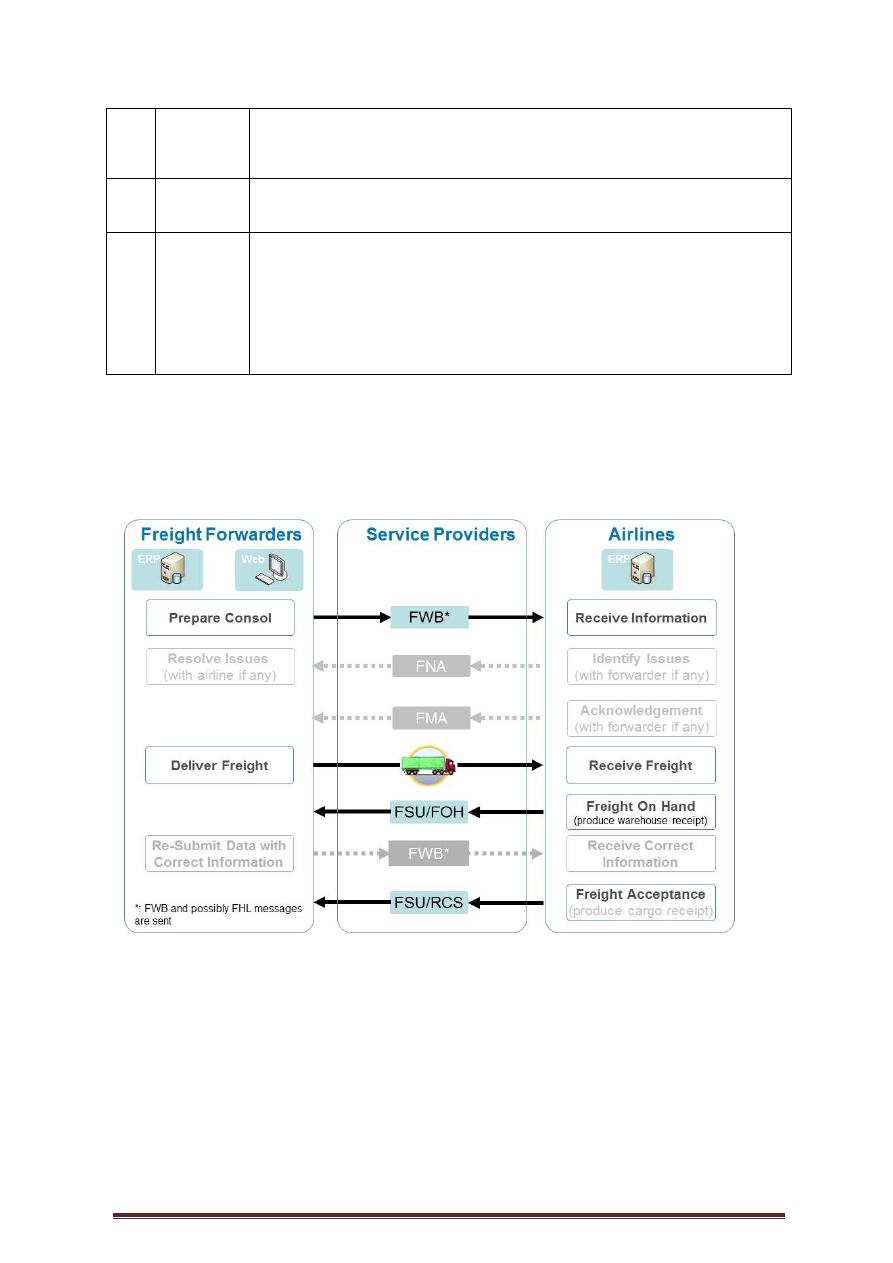 Freight Forwarders
Service Providers
Airlines
ERP
Web
ERP
Prepare Consol
FWB*
Receive Information
Resolve Issues
(with airline if any)
FNA
Identify Issues
(with forwarder if any)
FMA
Acknowledgement
(with forwarder if any)
Deliver Freight
Receive Freight
FSU/FOH
Freight On Hand
(produce warehouse receipt)
Re-Submit Data with
Correct Information
FWB*
Receive Correct
Information
FSU/RCS
Freight Acceptance
(produce cargo receipt)
*: FWB and possibly FHL messages
are sent